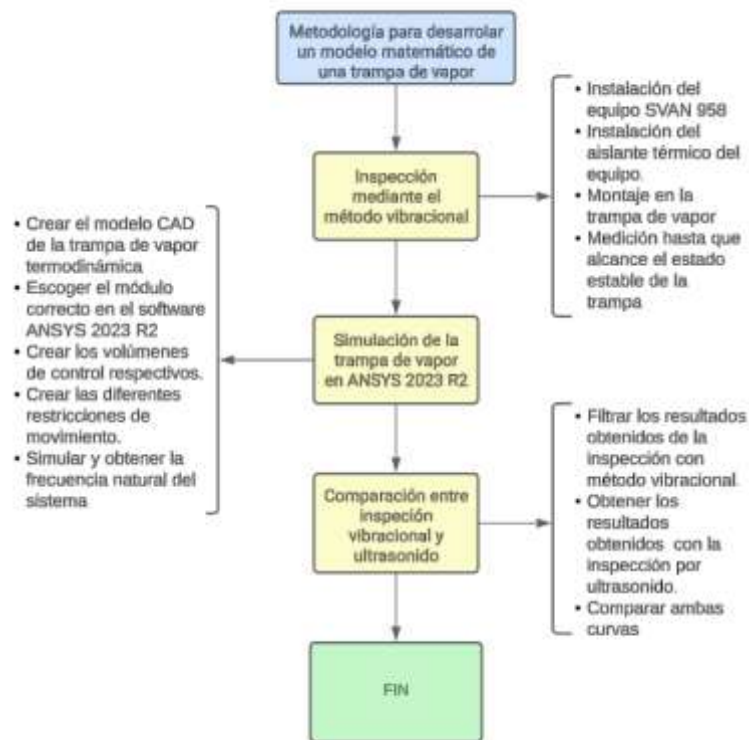 Metodología para desarrolar
un modelo matemático de
una trampa de vapor
Inspección
mediante el
método vibracional
• Instalación del
equipo SVAN 958
• Instalación del
aislante térmico del
equipo.
• Montaje en la
trampa de vapor
• Medición hasta que
alcance el estado
estable de la
trampa
Simulación de la
trampa de vapor
en ANSYS 2023 R2
• Crear el modelo CAD
de la trampa de vapor
termodinámica
• Escoger el módulo
correcto en el software
ANSYS 2023 R2
• Crear los volúmenes
de control respectivos.
• Crear las diferentes
restricciones de
movimiento.
• Simular y obtener la
frecuencia natural del
sistema
Comparación entre
inspeción
vibracional y
ultrasonido
• Filtrar los resultados
obtenidos de la
inspección con
método vibracional.
• Obtener los
resultados
obtenidos con la
inspección por
ultrasonido.
• Comparar ambas
curvas
FIN